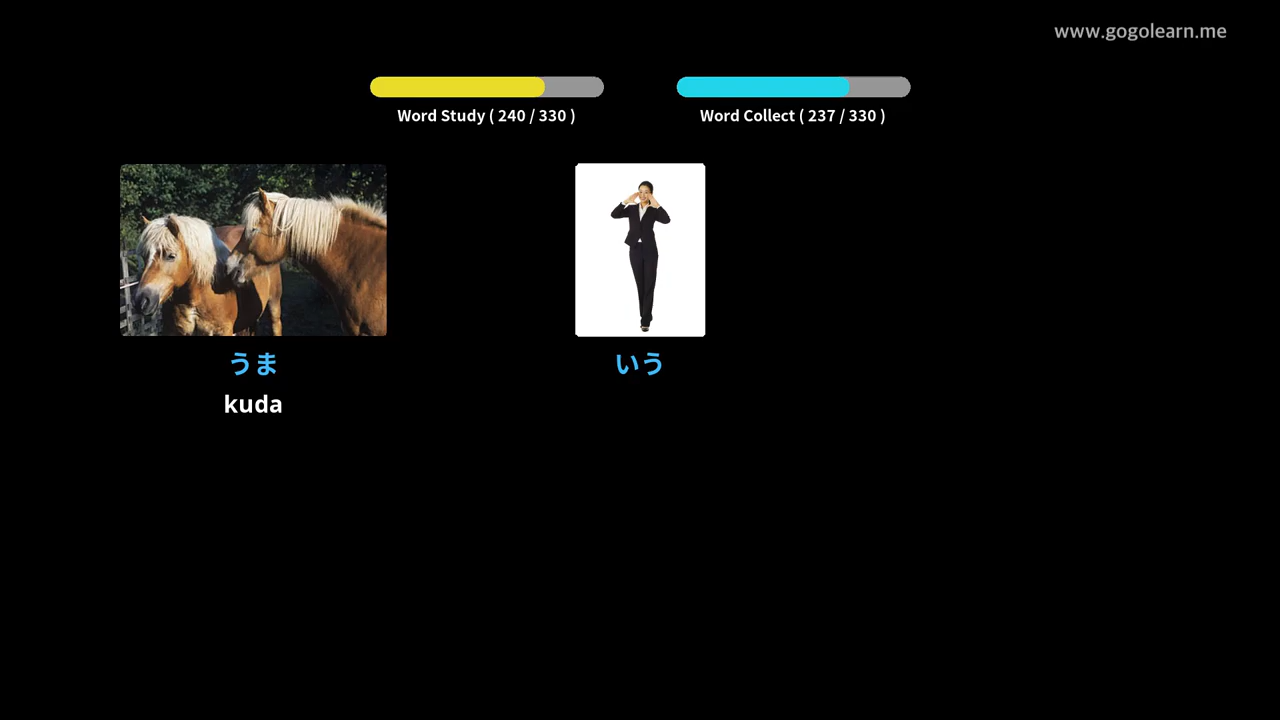 www.gogolearn.me
Word Study ( 240 / 330 )
Word Collect ( 237 / 330 )
うま
いう
kuda